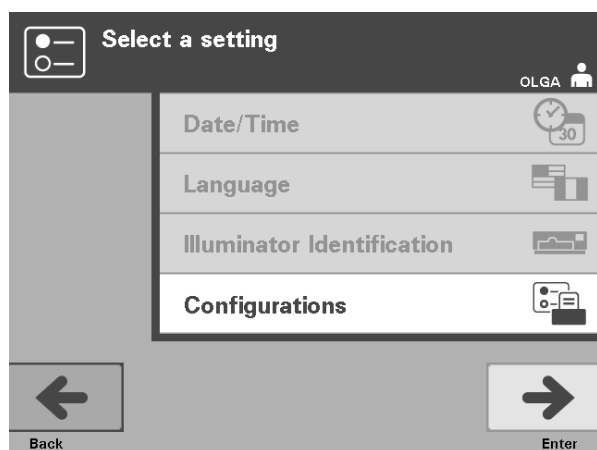 Select a setting
OLGA
Date/Time
30
Language
Illuminator Identification
Configurations
Back
Enter